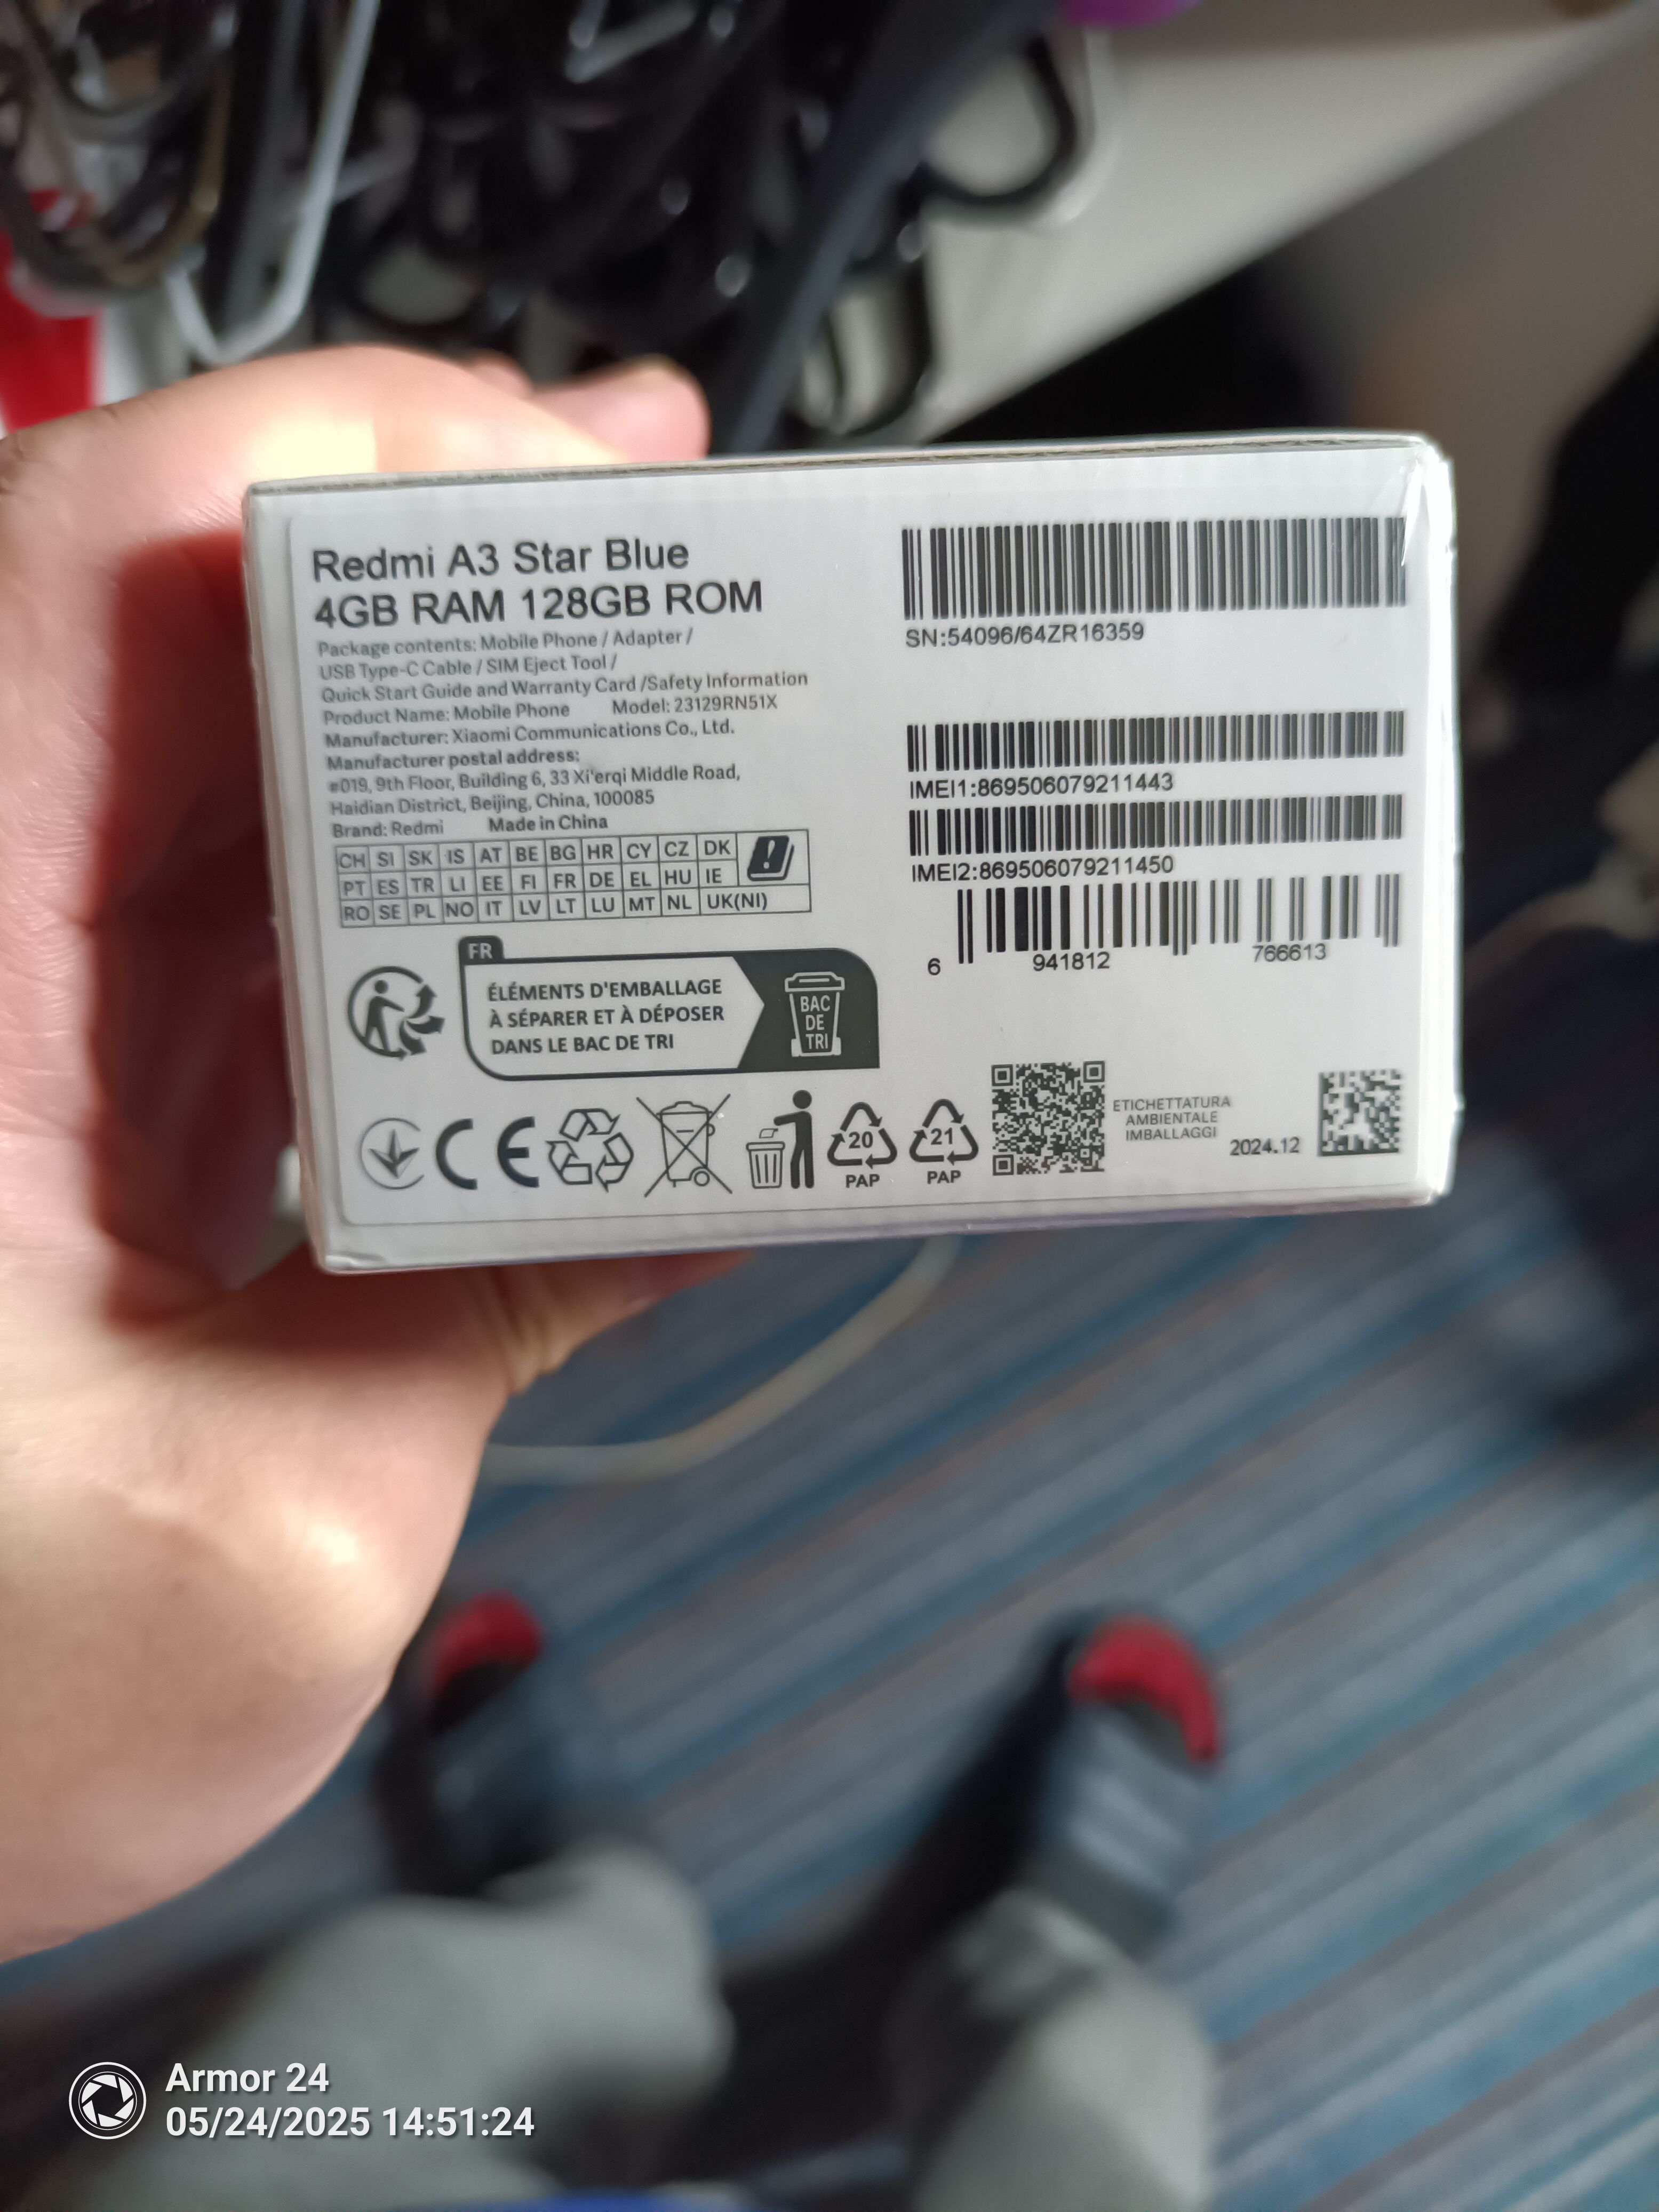 Redmi A3 Star Blue
4GB RAM 128GB ROM
Package contents: Mobile Phone / Adapter /
USB Type-C Cable / SIM Eject Tool /
Quick Start Guide and Warranty Card /Safety Information
Product Name: Mobile Phone Model: 23129RN51X
Manufacturer: Xiaomi Communications Co., Ltd.
Manufacturer postal address:
#019, 9th Floor, Building 6, 33 Xi'erqi Middle Road,
Haidian District, Beijing, China, 100085
Brand: Redmi Made in China
CH SI SK IS AT BE BG HR CY CZ DK
PT ES TR LI EE FI FR DE EL HU IE
RO SE PL NO IT LV LT LU MT NL UK(NI)
FR
ÉLÉMENTS D'EMBALLAGE
À SÉPARER ET À DÉPOSER
DANS LE BAC DE TRI
BAC
DE
TRI
CE
20
PAP
21
PAP
SN:54096/64ZR16359
IMEI1:869506079211443
IMEI2:869506079211450
6 941812 766613
ETICHETTATURA
AMBIENTALE
IMBALLAGGI
2024.12
Armor 24
05/24/2025 14:51:24